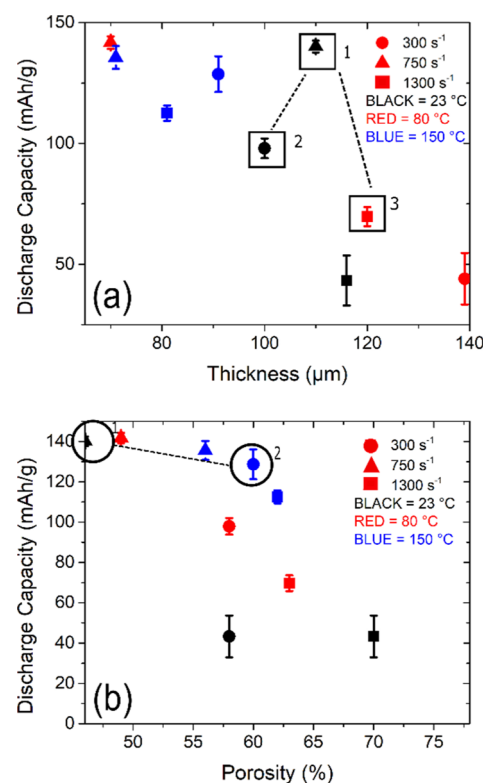 150
100
50
Discharge Capacity (mAh/g)
300 s⁻¹
750 s⁻¹
1300 s⁻¹
BLACK = 23 °C
RED = 80 °C
BLUE = 150 °C
1
2
3
(a)
80 100 120 140
Thickness (μm)
140
120
100
80
60
40
20
0
Discharge Capacity (mAh/g)
1
2
300 s⁻¹
750 s⁻¹
1300 s⁻¹
BLACK = 23 °C
RED = 80 °C
BLUE = 150 °C
(b)
50 55 60 65 70 75
Porosity (%)